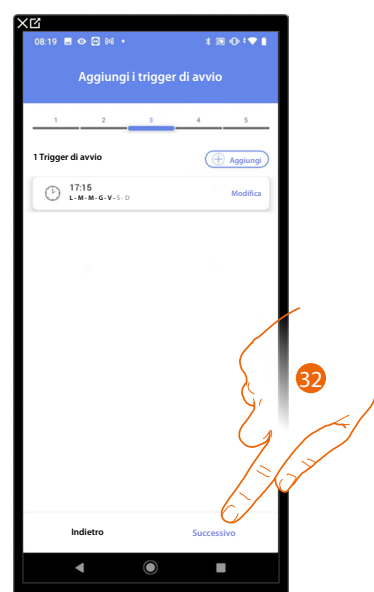 08:19
Aggiungi i trigger di avvio
1 2 3 4 5
1 Trigger di avvio
Aggiungi
17:15
Modifica
L - M - M - G - V - S - D
32
Indietro
Successivo